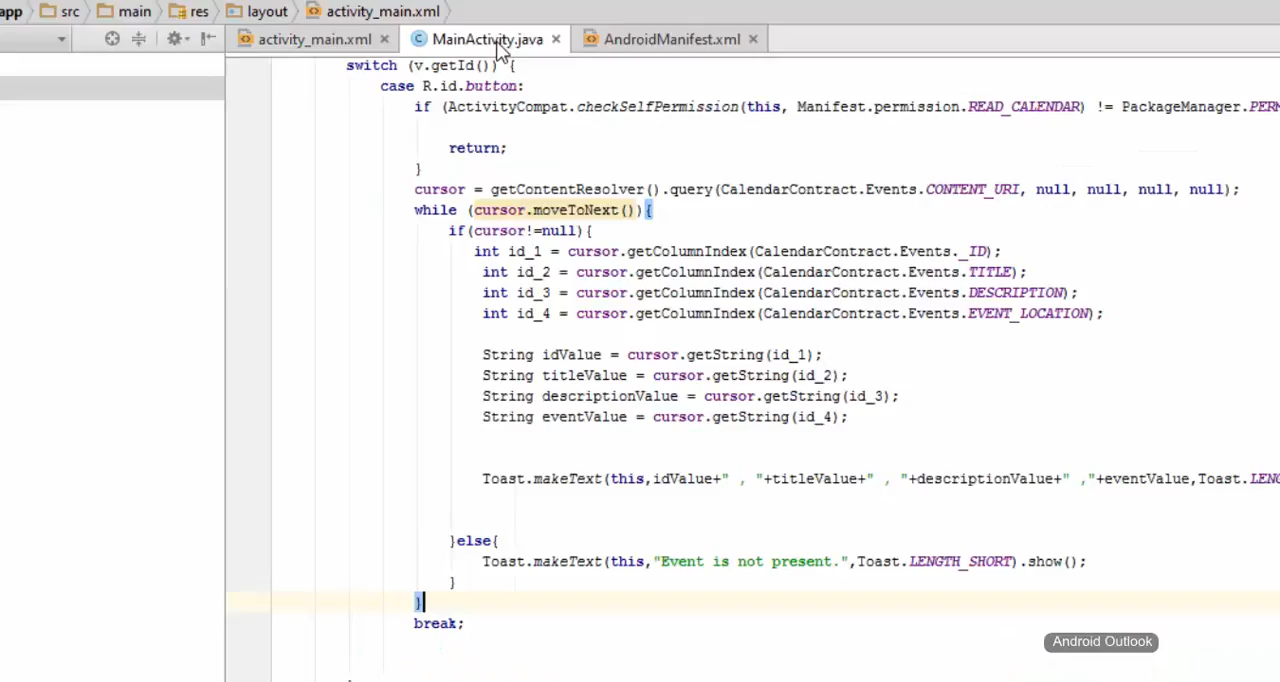 app src main res layout activity_main.xml
activity_main.xml MainActivity.java AndroidManifest.xml
switch (v.getId()) {
case R.id.button:
if (ActivityCompat.checkSelfPermission(this, Manifest.permission.READ_CALENDAR) != PackageManager.PERM
return;
}
cursor = getContentResolver().query(CalendarContract.Events.CONTENT_URI, null, null, null, null);
while (cursor.moveToNext()){
if(cursor!=null){
int id_1 = cursor.getColumnIndex(CalendarContract.Events._ID);
int id_2 = cursor.getColumnIndex(CalendarContract.Events.TITLE);
int id_3 = cursor.getColumnIndex(CalendarContract.Events.DESCRIPTION);
int id_4 = cursor.getColumnIndex(CalendarContract.Events.EVENT_LOCATION);
String idValue = cursor.getString(id_1);
String titleValue = cursor.getString(id_2);
String descriptionValue = cursor.getString(id_3);
String eventValue = cursor.getString(id_4);
Toast.makeText(this,idValue+" , "+titleValue+" , "+descriptionValue+" ,"+eventValue,Toast.LENG
}else{
Toast.makeText(this,"Event is not present.",Toast.LENGTH_SHORT).show();
}
}
break;
Android Outlook